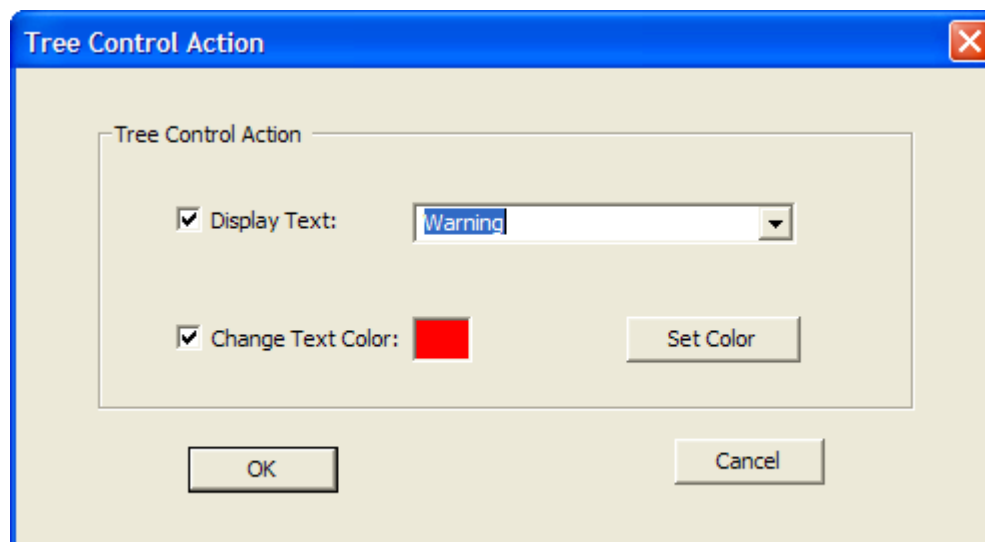 Tree Control Action
Tree Control Action
Display Text: Warning
Change Text Color: Set Color
OK Cancel